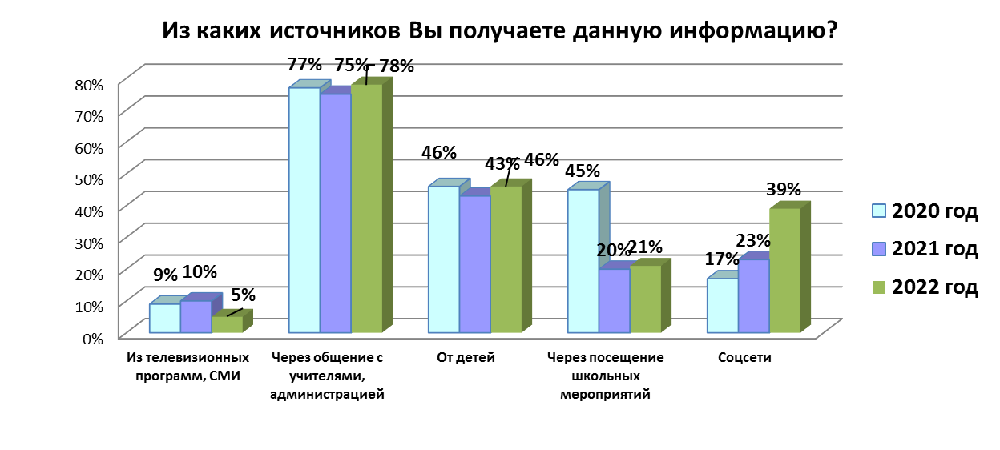 Из каких источников Вы получаете данную информацию?
80%
70%
60%
50%
40%
30%
20%
10%
0%
9%
10%
5%
77%
75%
78%
46%
43%
46%
45%
20%
21%
17%
23%
39%
Из телевизионных
программ, СМИ
Через общение с
учителями,
администрацией
От детей
Через посещение
школьных
мероприятий
Соцсети
2020 год
2021 год
2022 год